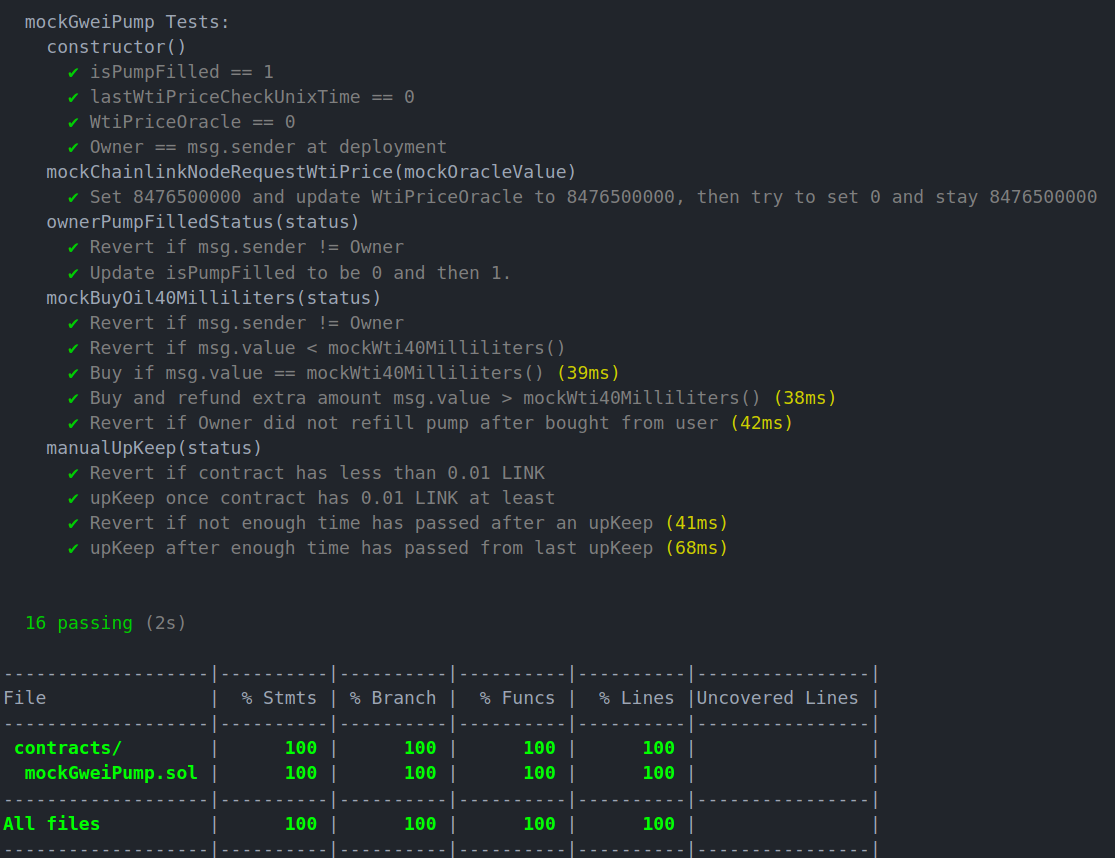 mockGweiPump Tests:
constructor()
✔ isPumpFilled == 1
✔ lastWtiPriceCheckUnixTime == 0
✔ WtiPriceOracle == 0
✔ Owner == msg.sender at deployment
mockChainlinkNodeRequestWtiPrice(mockOracleValue)
✔ Set 8476500000 and update WtiPriceOracle to 8476500000, then try to set 0 and stay 8476500000
ownerPumpFilledStatus(status)
✔ Revert if msg.sender != Owner
✔ Update isPumpFilled to be 0 and then 1.
mockBuyOil40Milliliters(status)
✔ Revert if msg.sender != Owner
✔ Revert if msg.value < mockWti40Milliliters()
✔ Buy if msg.value == mockWti40Milliliters() (39ms)
✔ Buy and refund extra amount msg.value > mockWti40Milliliters() (38ms)
✔ Revert if Owner did not refill pump after bought from user (42ms)
manualUpKeep(status)
✔ Revert if contract has less than 0.01 LINK
✔ upKeep once contract has 0.01 LINK at least
✔ Revert if not enough time has passed after an upKeep (41ms)
✔ upKeep after enough time has passed from last upKeep (68ms)
16 passing (2s)
-------------------|----------|----------|----------|----------|----------------|
File               |  % Stmts | % Branch |  % Funcs |  % Lines |Uncovered Lines |
-------------------|----------|----------|----------|----------|----------------|
 contracts/        |      100 |      100 |      100 |      100 |                |
  mockGweiPump.sol |      100 |      100 |      100 |      100 |                |
-------------------|----------|----------|----------|----------|----------------|
All files          |      100 |      100 |      100 |      100 |                |
-------------------|----------|----------|----------|----------|----------------|